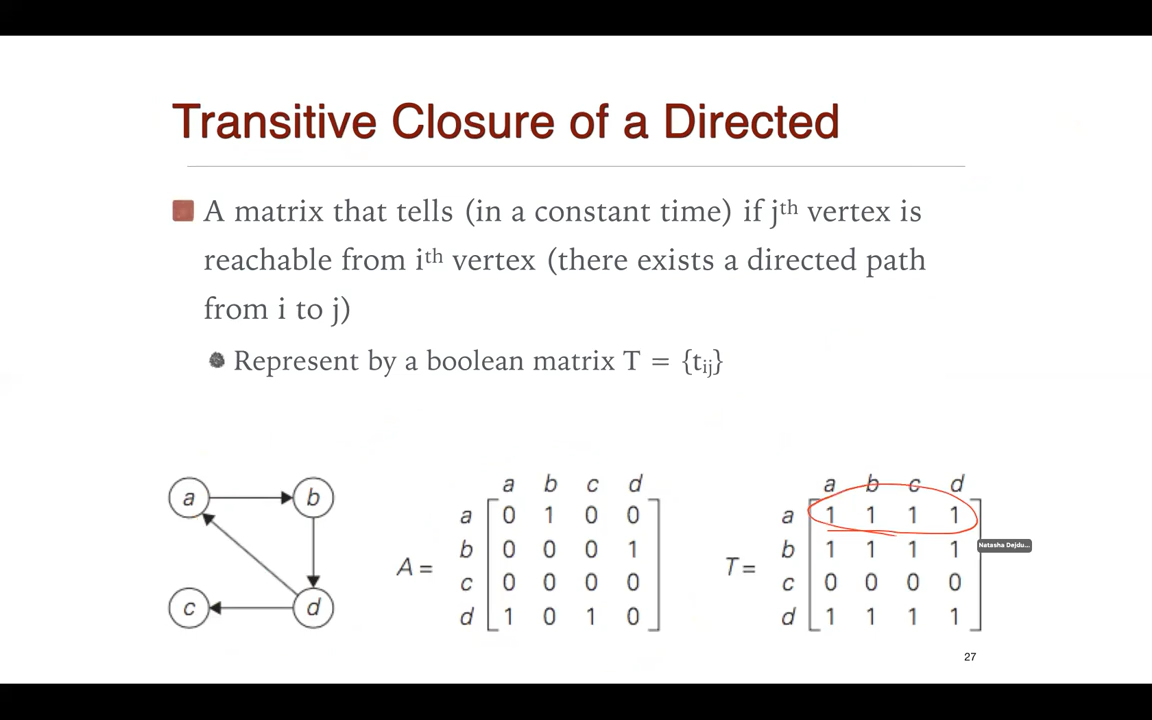 Transitive Closure of a Directed
A matrix that tells (in a constant time) if jth vertex is
reachable from ith vertex (there exists a directed path
from i to j)
Represent by a boolean matrix T = {tij}
a b
c d
a b c d
a 0 1 0 0
b 0 0 0 1
A =
c 0 0 0 0
d 1 0 1 0
a b c d
a 1 1 1 1
b 1 1 1 1
T =
c 0 0 0 0
d 1 1 1 1
Natasha Dejdu...
27